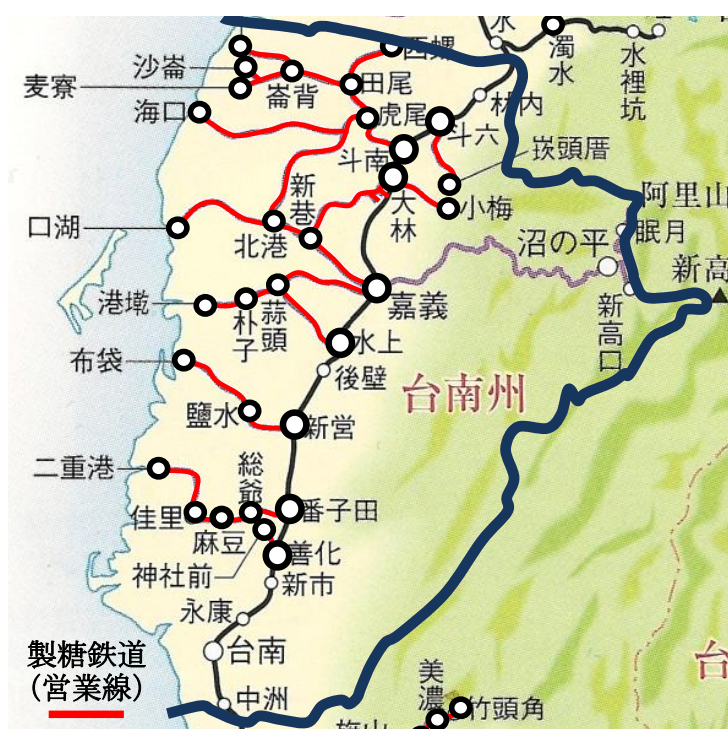 水
濁水
水裡坑
西螺
沙崙
麦寮
崙背
田尾
林内
海口
虎尾
斗六
斗南
崁頭厝
新巷
大林
小梅
阿里山
口湖
北港
沼の平
眠月
新高
港墘
朴子
蒜頭
嘉義
新高口
水上
布袋
後壁
台南州
鹽水
新営
二重港
総爺
番子田
佳里
麻豆
善化
神社前
新市
永康
台南
製糖鉄道
(営業線)
台
中洲
美濃
竹頭角
旗山